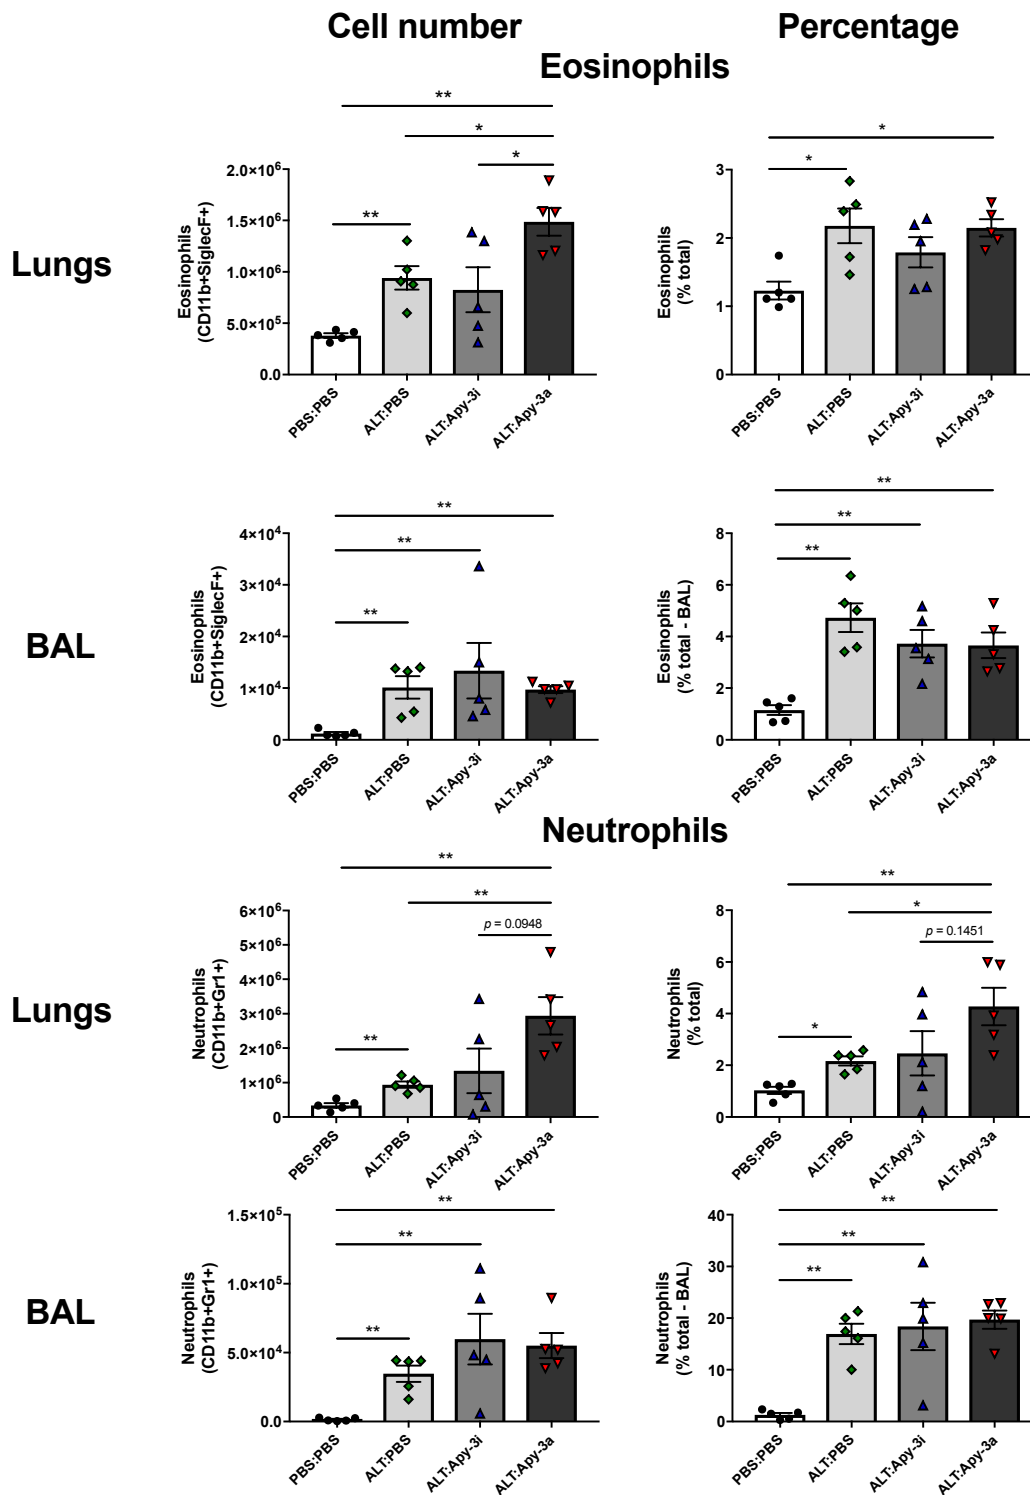 Cell number
Percentage
Eosinophils
Lungs
**
*
*
**
Eosinophils
(CD11b+SiglecF+)
2.0×10⁶
1.5×10⁶
1.0×10⁶
5.0×10⁵
0.0
PBS:PBS
ALT:PBS
ALT:Apy-3i
ALT:Apy-3a
*
*
Eosinophils
(% total)
3
2
1
0
PBS:PBS
ALT:PBS
ALT:Apy-3i
ALT:Apy-3a
BAL
**
**
**
Eosinophils
(CD11b+SiglecF+)
4×10⁴
3×10⁴
2×10⁴
1×10⁴
0
PBS:PBS
ALT:PBS
ALT:Apy-3i
ALT:Apy-3a
**
**
**
Eosinophils
(% total - BAL)
8
6
4
2
0
PBS:PBS
ALT:PBS
ALT:Apy-3i
ALT:Apy-3a
Neutrophils
Lungs
**
**
p = 0.0948
**
Neutrophils
(CD11b+Gr1+)
6×10⁶
5×10⁶
4×10⁶
3×10⁶
2×10⁶
1×10⁶
0
PBS:PBS
ALT:PBS
ALT:Apy-3i
ALT:Apy-3a
**
*
p = 0.1451
*
Neutrophils
(% total)
8
6
4
2
0
PBS:PBS
ALT:PBS
ALT:Apy-3i
ALT:Apy-3a
BAL
**
**
**
Neutrophils
(CD11b+Gr1+)
1.5×10⁵
1.0×10⁵
5.0×10⁴
0.0
PBS:PBS
ALT:PBS
ALT:Apy-3i
ALT:Apy-3a
**
**
**
Neutrophils
(% total - BAL)
40
30
20
10
0
PBS:PBS
ALT:PBS
ALT:Apy-3i
ALT:Apy-3a